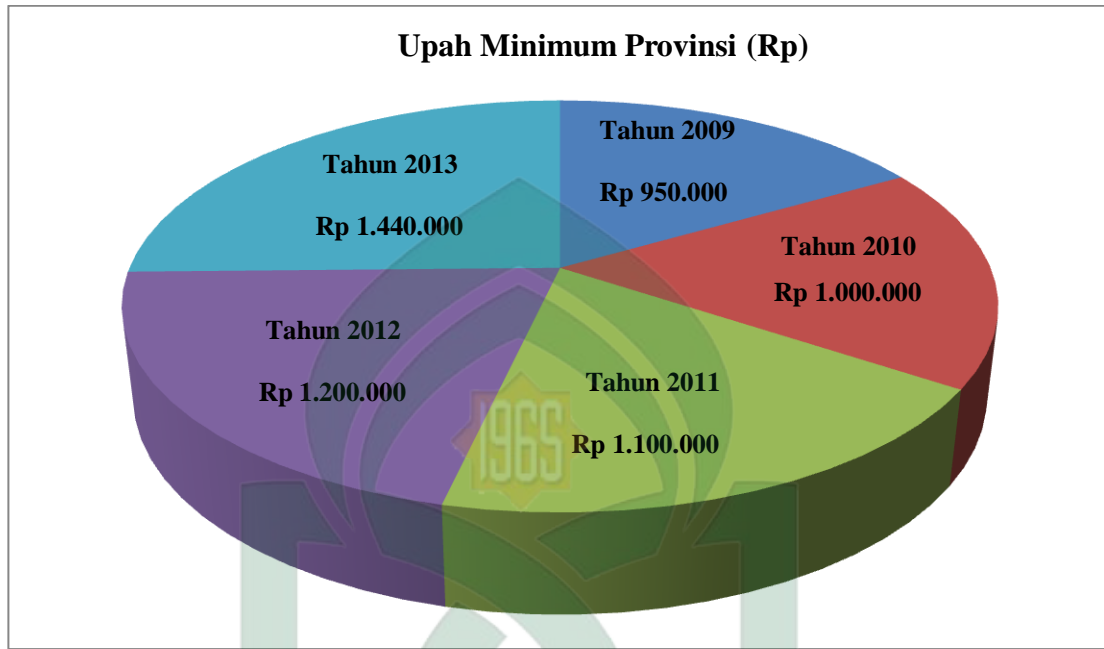 Upah Minimum Provinsi (Rp)
Tahun 2009
Rp 950.000
Tahun 2010
Rp 1.000.000
Tahun 2011
Rp 1.100.000
Tahun 2012
Rp 1.200.000
Tahun 2013
Rp 1.440.000
1965